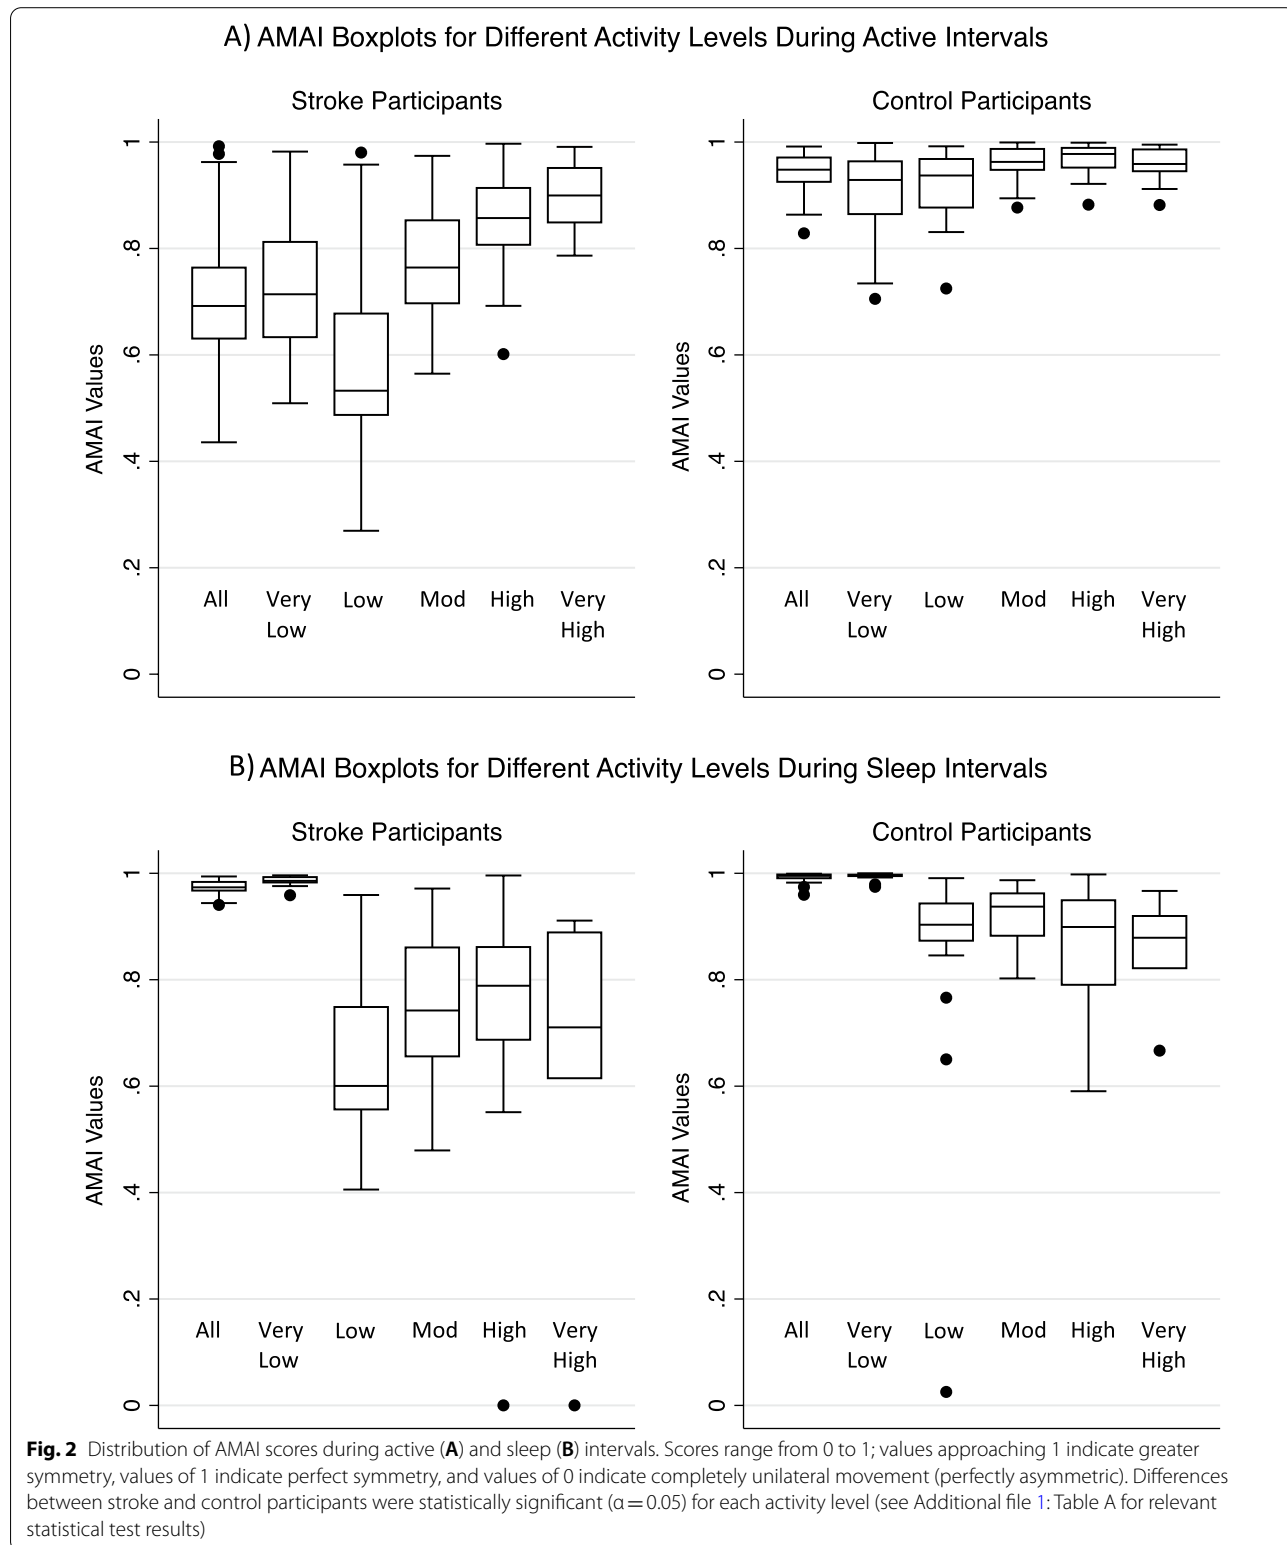 A) AMAI Boxplots for Different Activity Levels During Active Intervals
Stroke Participants
AMAI Values
1
.8
.6
.4
.2
0
All
Very
Low
Low
Mod
High
Very
High
Control Participants
AMAI Values
1
.8
.6
.4
.2
0
All
Very
Low
Low
Mod
High
Very
High
B) AMAI Boxplots for Different Activity Levels During Sleep Intervals
Stroke Participants
AMAI Values
1
.8
.6
.4
.2
0
All
Very
Low
Low
Mod
High
Very
High
Control Participants
AMAI Values
1
.8
.6
.4
.2
0
All
Very
Low
Low
Mod
High
Very
High
Fig. 2 Distribution of AMAI scores during active (A) and sleep (B) intervals. Scores range from 0 to 1; values approaching 1 indicate greater
symmetry, values of 1 indicate perfect symmetry, and values of 0 indicate completely unilateral movement (perfectly asymmetric). Differences
between stroke and control participants were statistically significant (α = 0.05) for each activity level (see Additional file 1: Table A for relevant
statistical test results)